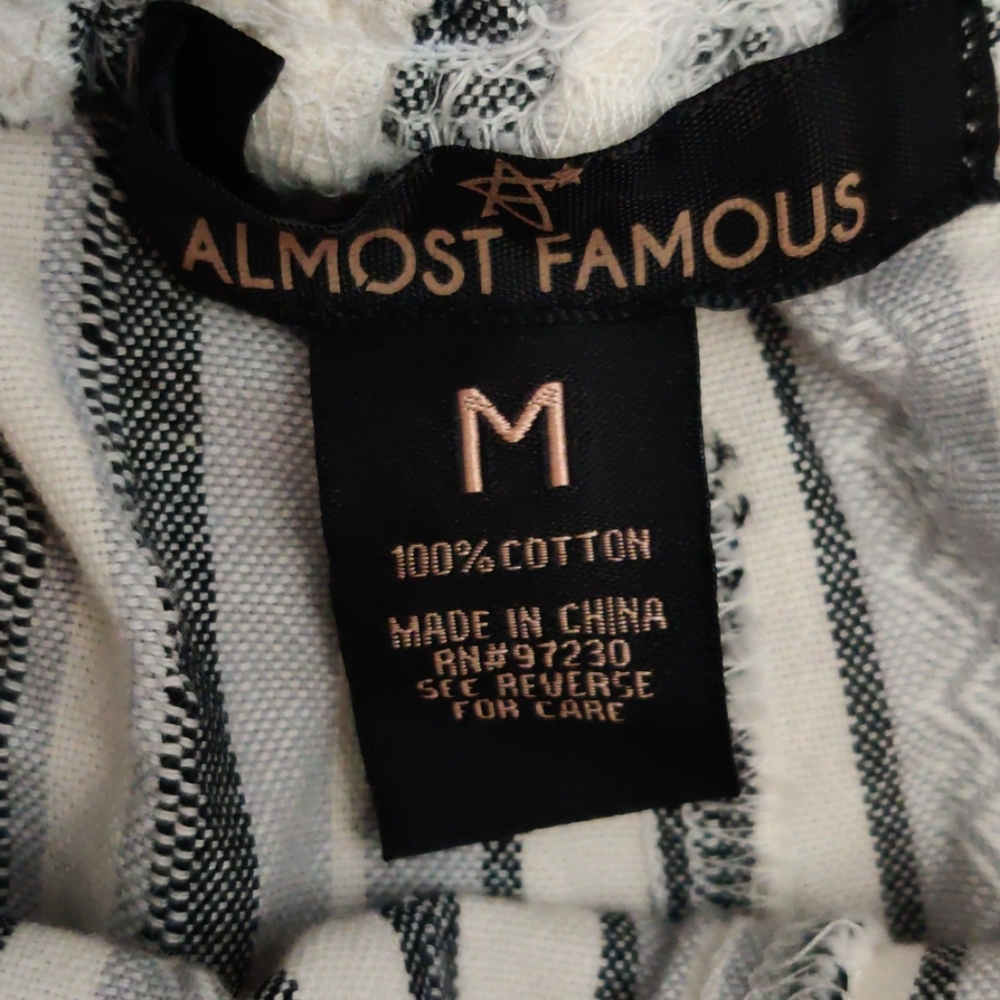 ALMOST FAMOUS
M
100% COTTON
MADE IN CHINA
RN#97230
SEE REVERSE
FOR CARE